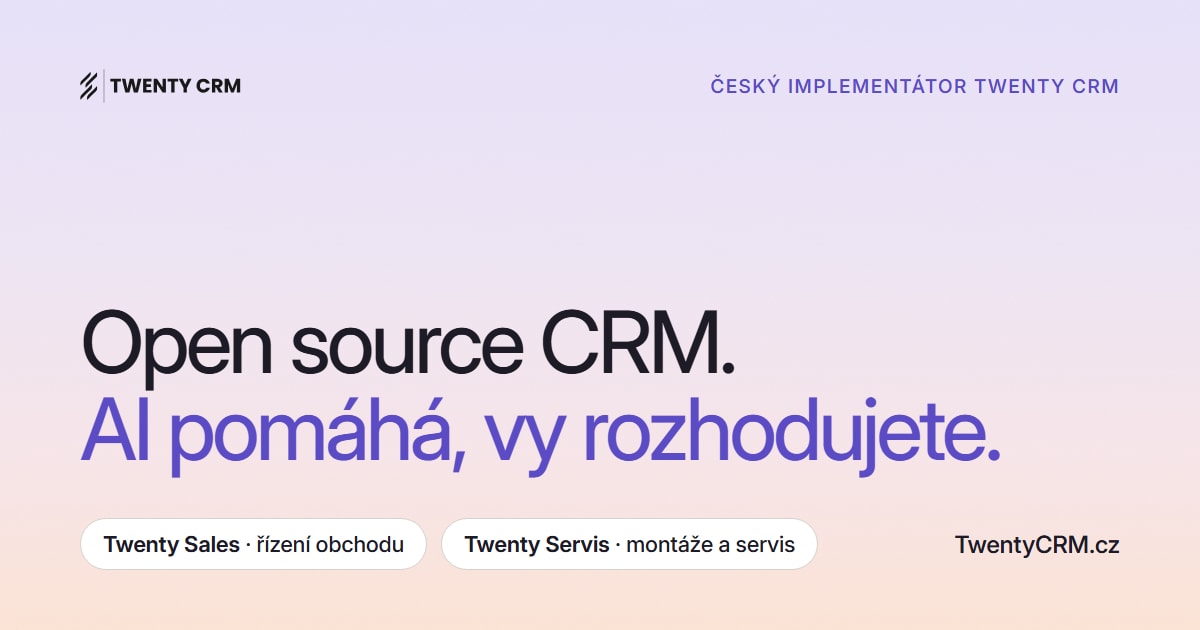 TWENTY CRM
ČESKÝ IMPLEMENTÁTOR TWENTY CRM
Open source CRM.
AI pomáhá, vy rozhodujete.
Twenty Sales · řízení obchodu
Twenty Servis · montáže a servis
TwentyCRM.cz